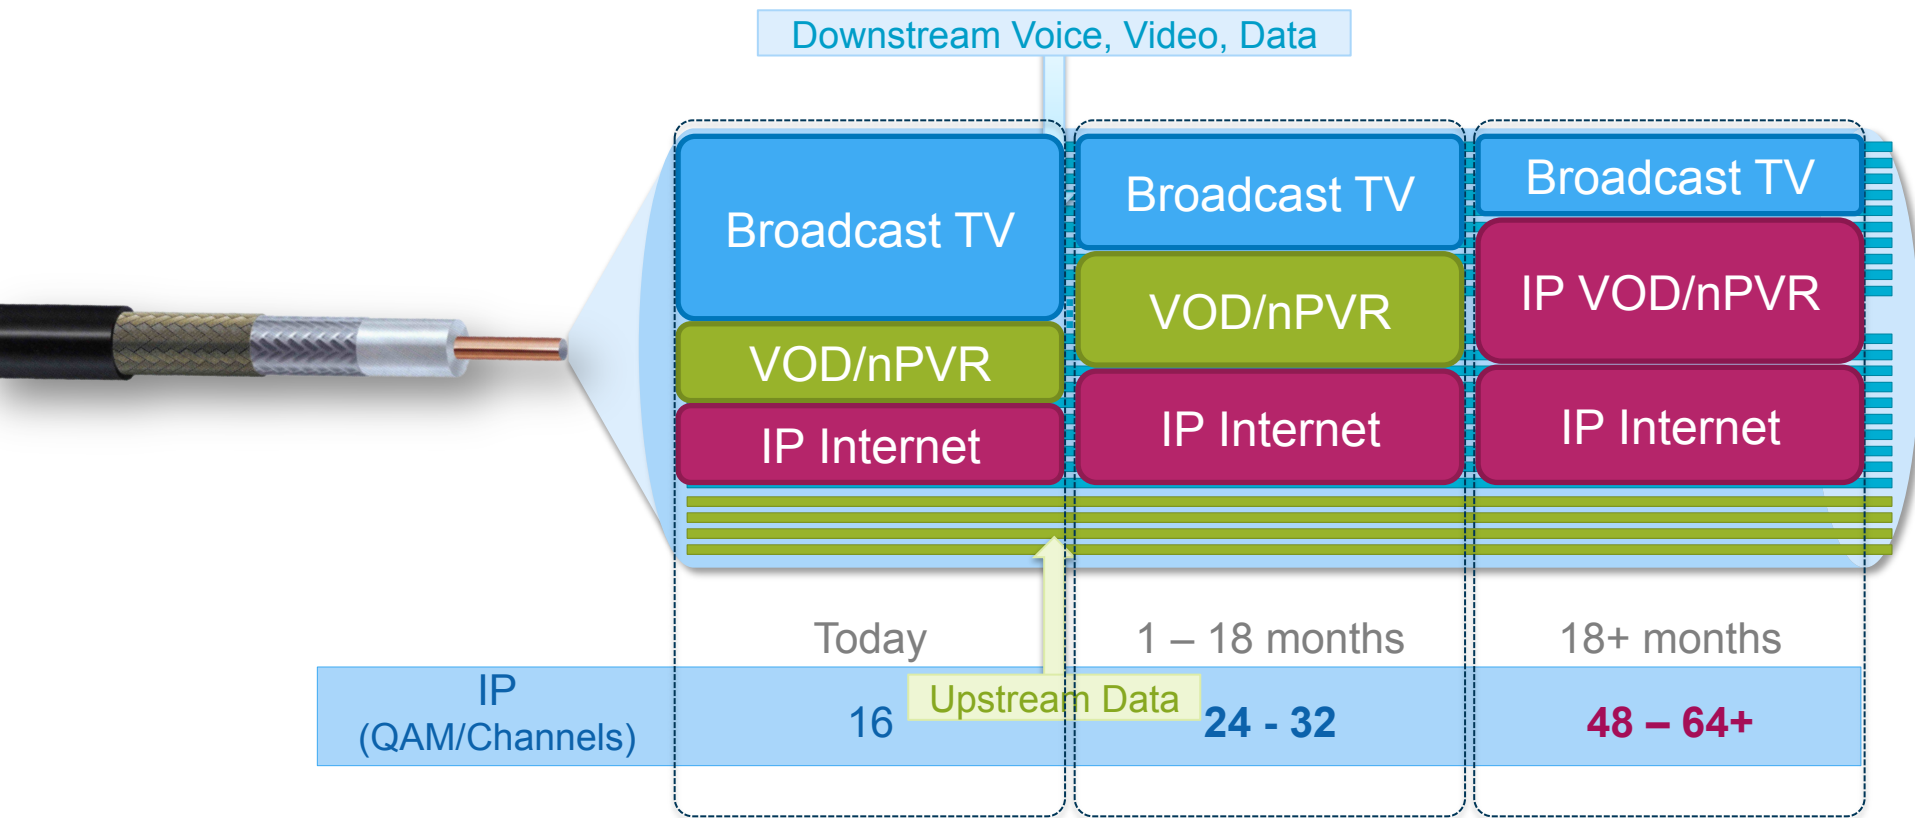 Downstream Voice, Video, Data
Broadcast TV
VOD/nPVR
IP Internet
Broadcast TV
VOD/nPVR
IP Internet
Broadcast TV
IP VOD/nPVR
IP Internet
Today
1 – 18 months
18+ months
IP
(QAM/Channels)
16
Upstream Data
24 - 32
48 – 64+